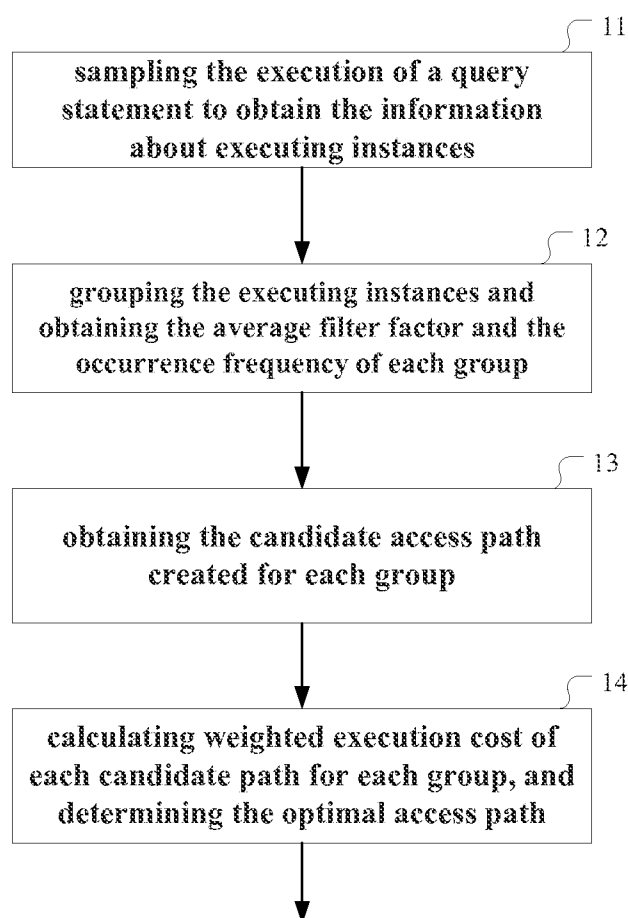 11
sampling the execution of a query
statement to obtain the information
about executing instances
12
grouping the executing instances and
obtaining the average filter factor and the
occurrence frequency of each group
13
obtaining the candidate access path
created for each group
14
calculating weighted execution cost of
each candidate path for each group, and
determining the optimal access path